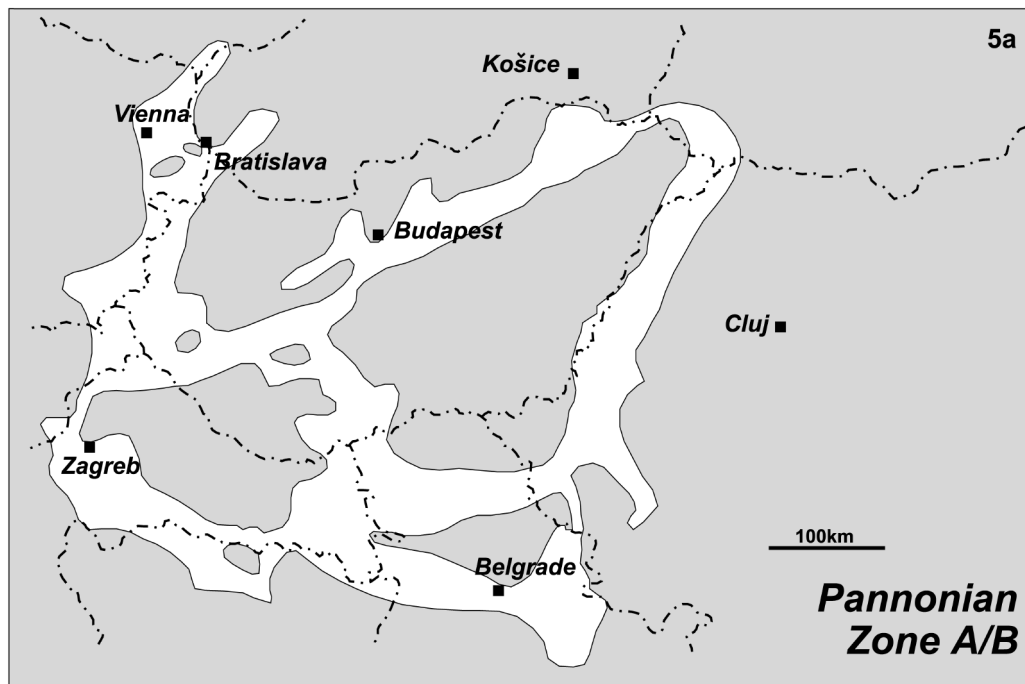 5a
Košice
Vienna
Bratislava
Budapest
Cluj
Zagreb
100km
Belgrade
Pannonian
Zone A/B